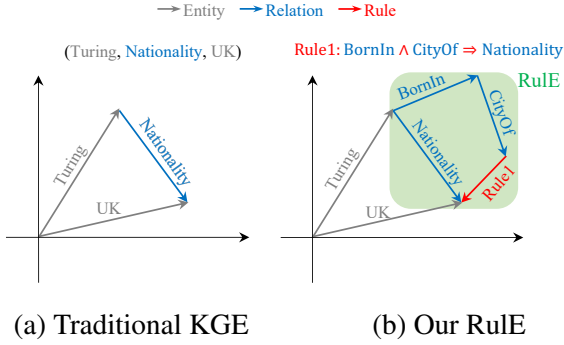 Entity Relation Rule
(Turing, Nationality, UK)
Rule1: BornIn ∧ CityOf ⇒ Nationality
Turing
Nationality
UK
RulE
BornIn
CityOf
Nationality
Turing
Rule1
UK
(a) Traditional KGE
(b) Our RulE